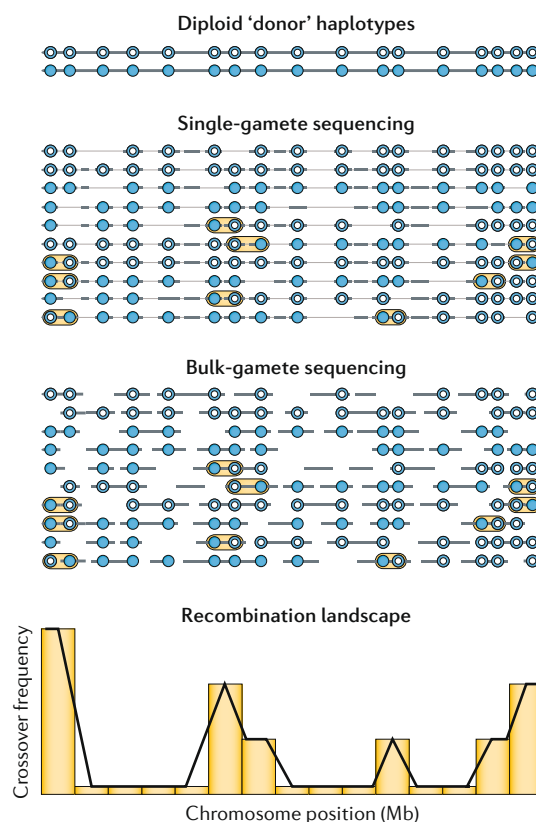 Diploid ‘donor’ haplotypes
Single-gamete sequencing
Bulk-gamete sequencing
Recombination landscape
Crossover frequency
Chromosome position (Mb)